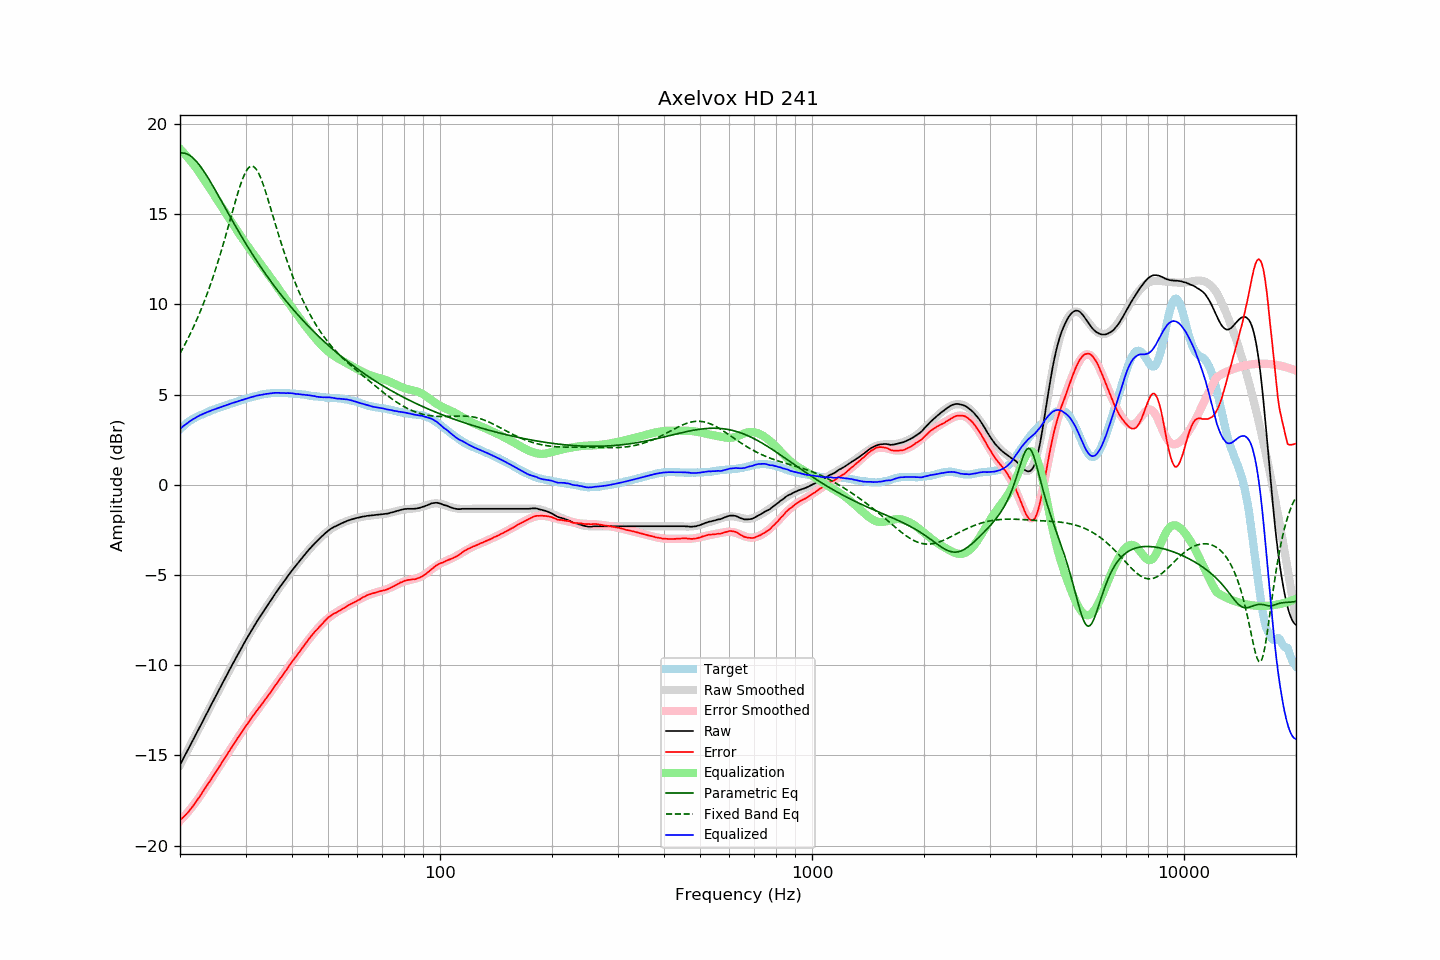 Axelvox HD 241
20
15
10
5
0
−5
−10
−15
−20
Amplitude (dBr)
Target
Raw Smoothed
Error Smoothed
Raw
Error
Equalization
Parametric Eq
Fixed Band Eq
Equalized
100
1000
10000
Frequency (Hz)